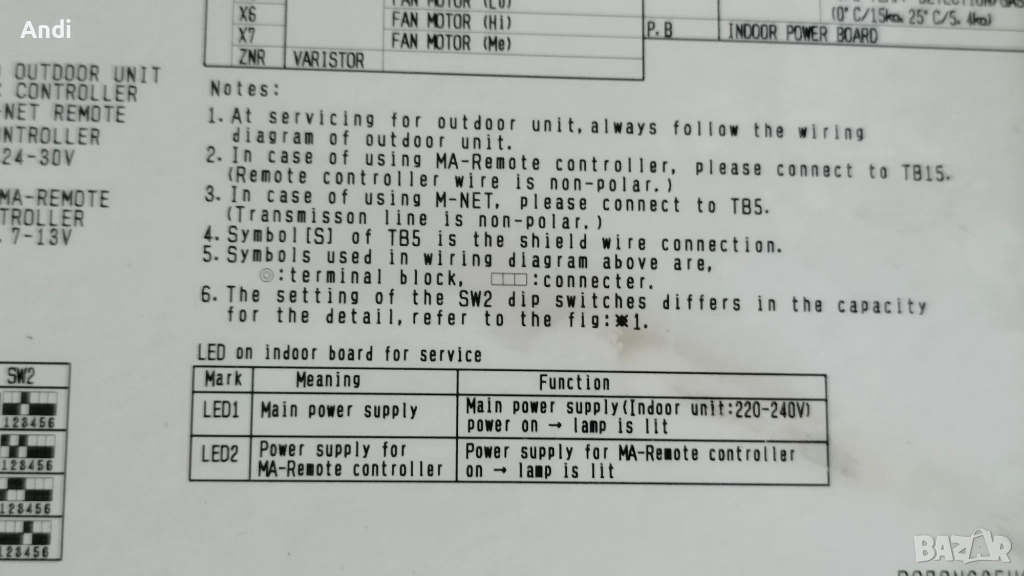 Andi
X6
FAN MOTOR (Hi)
(0°C/15kΩ, 25°C/5.4kΩ)
X7
FAN MOTOR (Me)
P.B
INDOOR POWER BOARD
ZNR
VARISTOR
OUTDOOR UNIT
CONTROLLER
-NET REMOTE
24-30V
MA-REMOTE
7-13V
Notes:
1. At servicing for outdoor unit, always follow the wiring
diagram of outdoor unit.
2. In case of using MA-Remote controller, please connect to TB15.
(Remote controller wire is non-polar.)
3. In case of using M-NET, please connect to TB5.
(Transmisson line is non-polar.)
4. Symbol [S] of TB5 is the shield wire connection.
5. Symbols used in wiring diagram above are,
◎:terminal block, :connecter.
6. The setting of the SW2 dip switches differs in the capacity
for the detail, refer to the fig:※1.
LED on indoor board for service
Mark Meaning Function
LED1 Main power supply Main power supply(Indoor unit:220-240V)
power on → lamp is lit
LED2 Power supply for Power supply for MA-Remote controller
MA-Remote controller on → lamp is lit
SW2
123456
123456
123456
123456
BAZAR